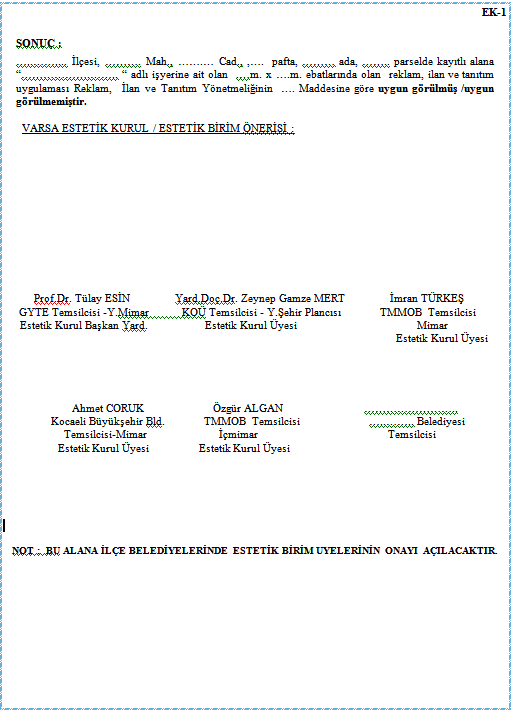 EK-1
SONUÇ :
……………… İlçesi, ………… Mah., ………. Cad., ,…. pafta, ……… ada, …….. parselde kayıtlı alana
“…………………………… “ adlı işyerine ait olan ….m. x ….m. ebatlarında olan reklam, ilan ve tanıtım
uygulaması Reklam, İlan ve Tanıtım Yönetmeliğinin …. Maddesine göre uygun görülmüş /uygun
görülmemiştir.
VARSA ESTETİK KURUL / ESTETİK BİRİM ÖNERİSİ :
Prof.Dr. Tülay ESİN Yard.Doç.Dr. Zeynep Gamze MERT İmran TÜRKEŞ
GYTE Temsilcisi -Y.Mimar KOÜ Temsilcisi - Y.Şehir Plancısı TMMOB Temsilcisi
Estetik Kurul Başkan Yard. Estetik Kurul Üyesi Mimar
Estetik Kurul Üyesi
Ahmet CORUK Özgür ALGAN …………………………
Kocaeli Büyükşehir Bld. TMMOB Temsilcisi …………… Belediyesi
Temsilcisi-Mimar İçmimar Temsilcisi
Estetik Kurul Üyesi Estetik Kurul Üyesi
NOT : BU ALANA İLÇE BELEDİYELERİNDE ESTETİK BİRİM UYELERİNİN ONAYI AÇILACAKTIR.